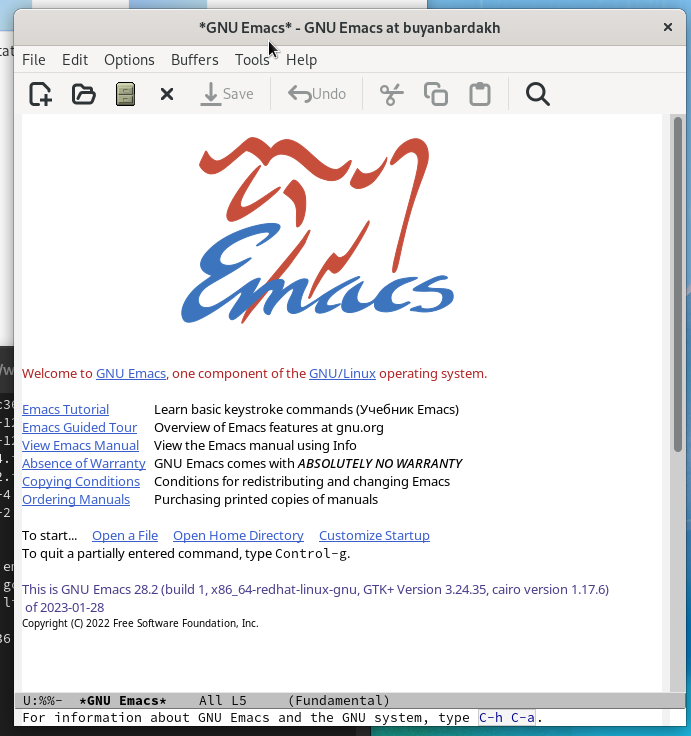 *GNU Emacs* - GNU Emacs at buyanbardakh
File Edit Options Buffers Tools Help
Save Undo
Emacs
Welcome to GNU Emacs, one component of the GNU/Linux operating system.
Emacs Tutorial Learn basic keystroke commands (Учебник Emacs)
Emacs Guided Tour Overview of Emacs features at gnu.org
View Emacs Manual View the Emacs manual using Info
Absence of Warranty GNU Emacs comes with ABSOLUTELY NO WARRANTY
Copying Conditions Conditions for redistributing and changing Emacs
Ordering Manuals Purchasing printed copies of manuals
To start... Open a File Open Home Directory Customize Startup
To quit a partially entered command, type Control-g.
This is GNU Emacs 28.2 (build 1, x86_64-redhat-linux-gnu, GTK+ Version 3.24.35, cairo version 1.17.6)
of 2023-01-28
Copyright (C) 2022 Free Software Foundation, Inc.
U:%%- *GNU Emacs* All L5 (Fundamental)
For information about GNU Emacs and the GNU system, type C-h C-a.